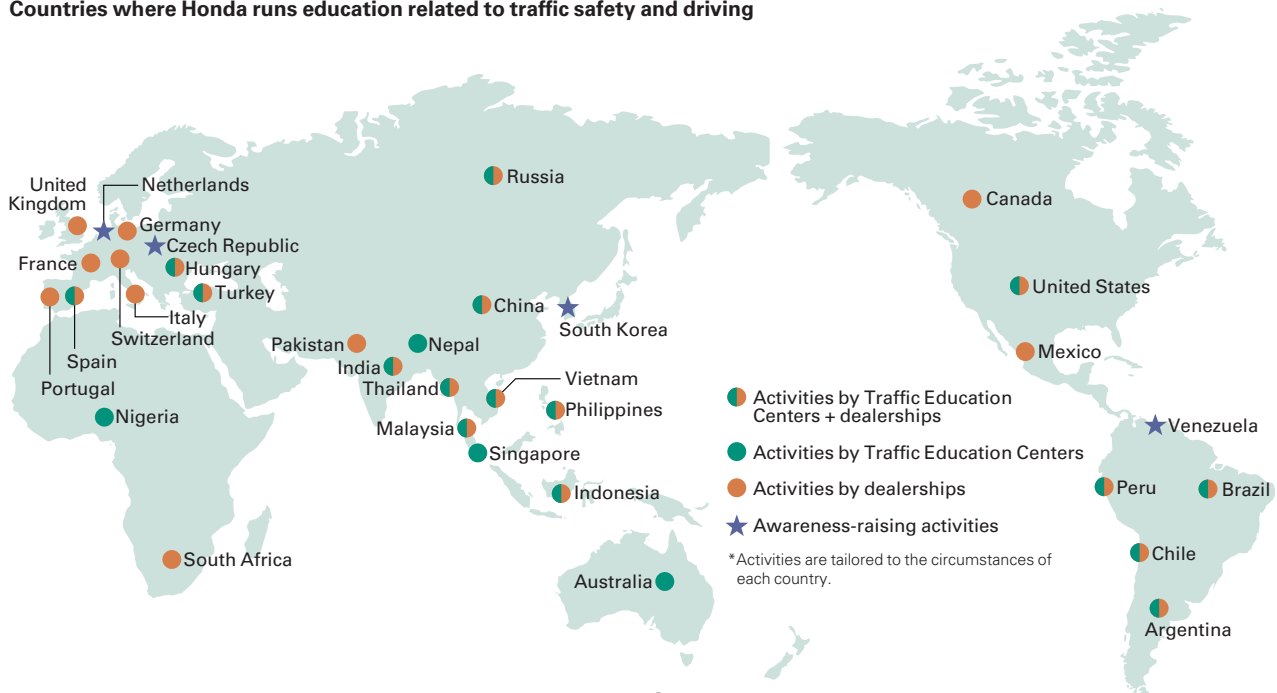 Countries where Honda runs education related to traffic safety and driving
United
Kingdom
Netherlands
Germany
Czech Republic
France
Hungary
Turkey
Italy
Switzerland
Spain
Portugal
Nigeria
South Africa
Russia
China
South Korea
Pakistan
Nepal
India
Thailand
Vietnam
Philippines
Malaysia
Singapore
Indonesia
Australia
Canada
United States
Mexico
Venezuela
Peru
Brazil
Chile
Argentina
Activities by Traffic Education
Centers + dealerships
Activities by Traffic Education Centers
Activities by dealerships
Awareness-raising activities
*Activities are tailored to the circumstances of
each country.